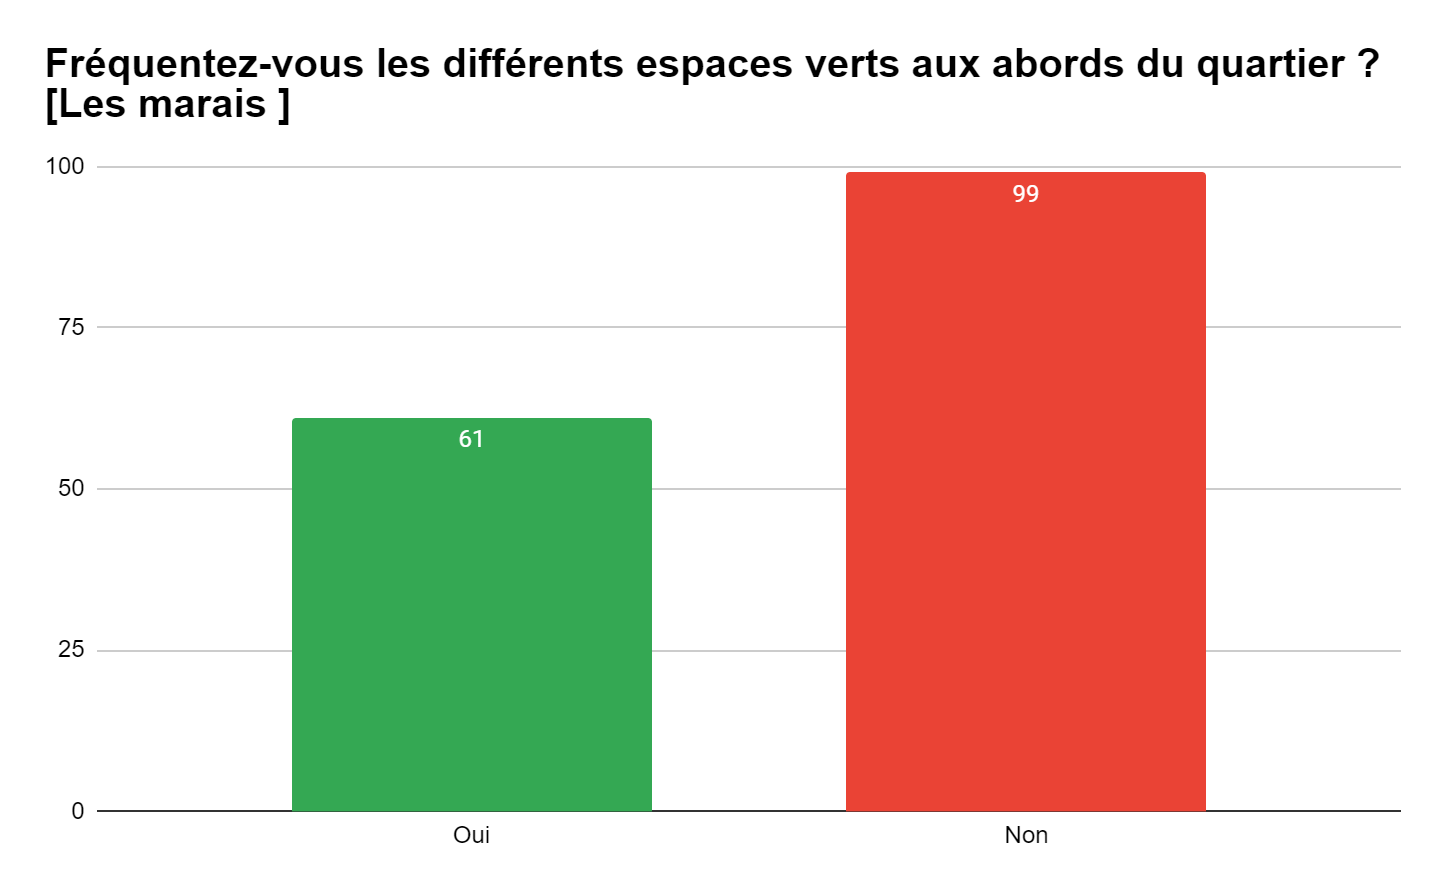 Fréquentez-vous les différents espaces verts aux abords du quartier ?
[Les marais ]
100
99
75
61
50
25
0
Oui Non